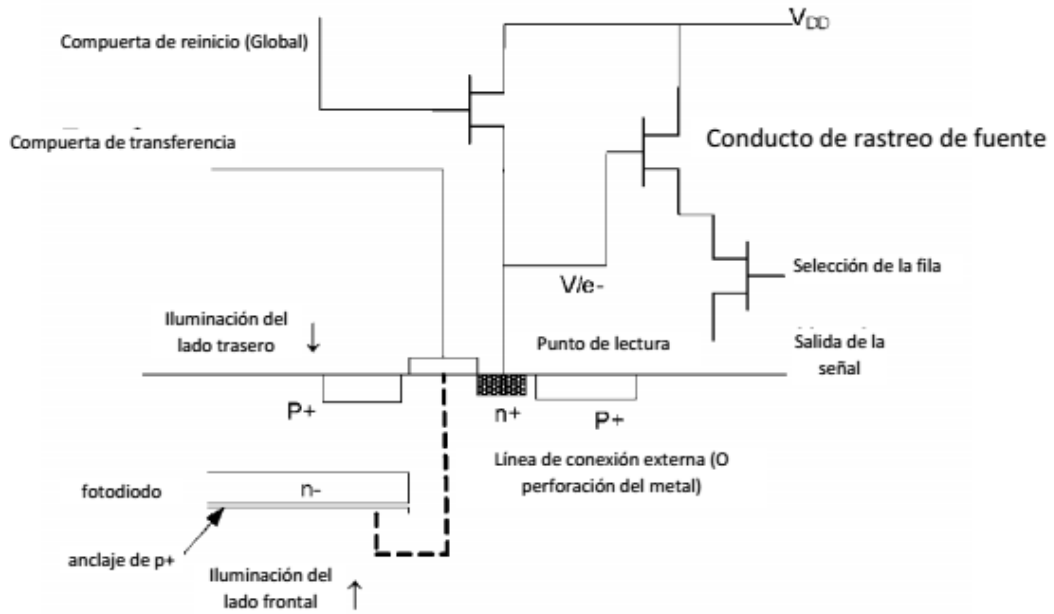 V_DD
Compuerta de reinicio (Global)
Compuerta de transferencia
Conducto de rastreo de fuente
Selección de la fila
V/e-
Iluminación del
lado trasero
Punto de lectura
Salida de la
señal
P+
n+
P+
Línea de conexión externa (O
perforación del metal)
fotodiodo
n-
anclaje de p+
Iluminación del
lado frontal